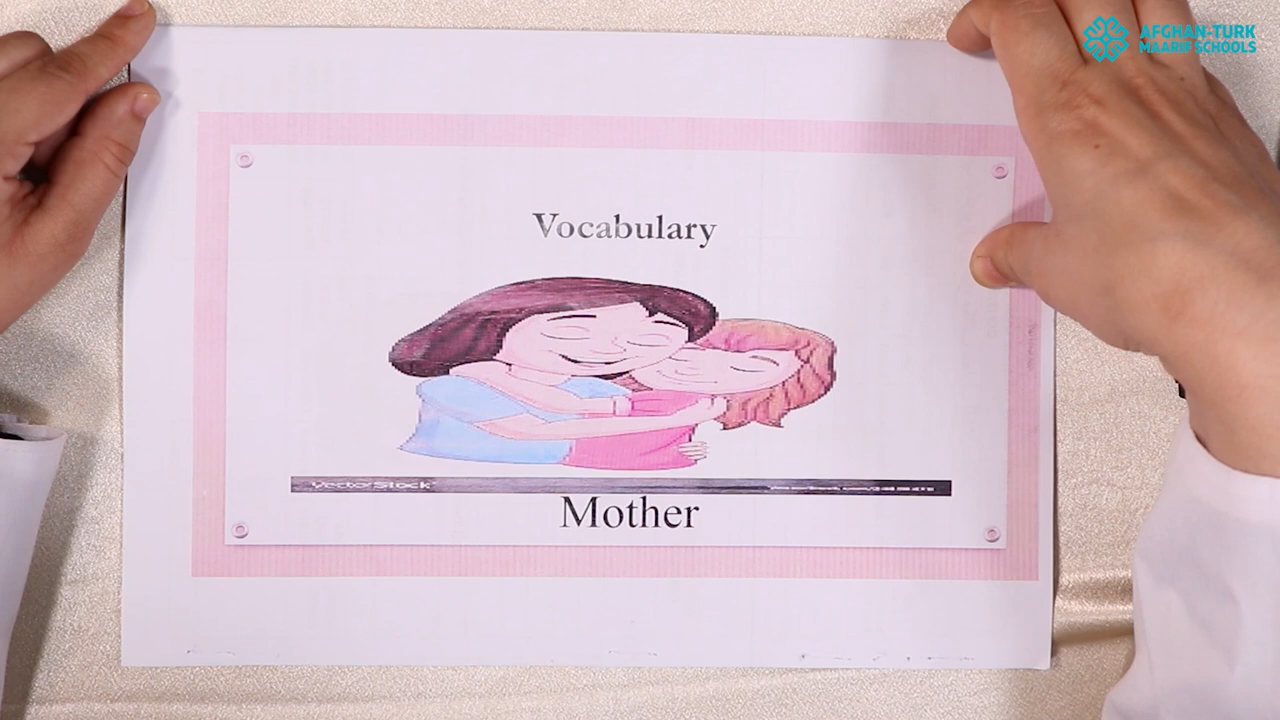 AFGHAN-TURK
MAARIF SCHOOLS
Vocabulary
VectorStock
Mother